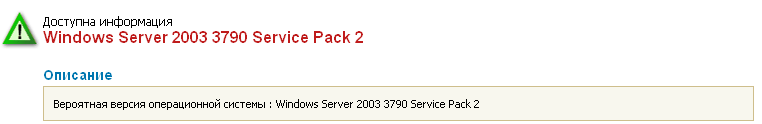 Доступна информация
Windows Server 2003 3790 Service Pack 2
Описание
Вероятная версия операционной системы : Windows Server 2003 3790 Service Pack 2